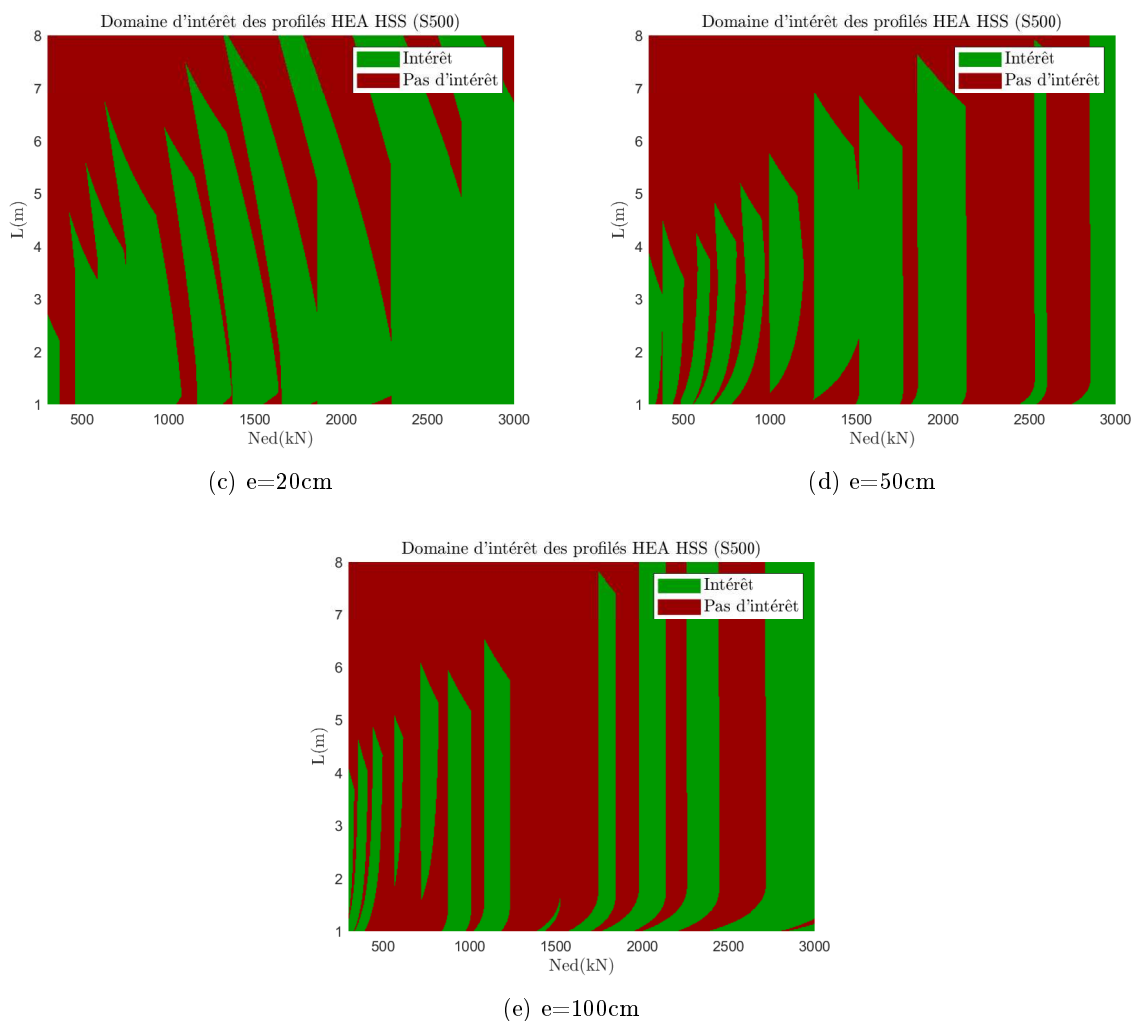 Domaine d'intérêt des profilés HEA HSS (S500)
Intérêt
Pas d'intérêt
8
7
6
5
4
3
2
1
L(m)
500 1000 1500 2000 2500 3000
Ned(kN)
(c) e=20cm
Domaine d'intérêt des profilés HEA HSS (S500)
Intérêt
Pas d'intérêt
8
7
6
5
4
3
2
1
L(m)
500 1000 1500 2000 2500 3000
Ned(kN)
(d) e=50cm
Domaine d'intérêt des profilés HEA HSS (S500)
Intérêt
Pas d'intérêt
8
7
6
5
4
3
2
1
L(m)
500 1000 1500 2000 2500 3000
Ned(kN)
(e) e=100cm